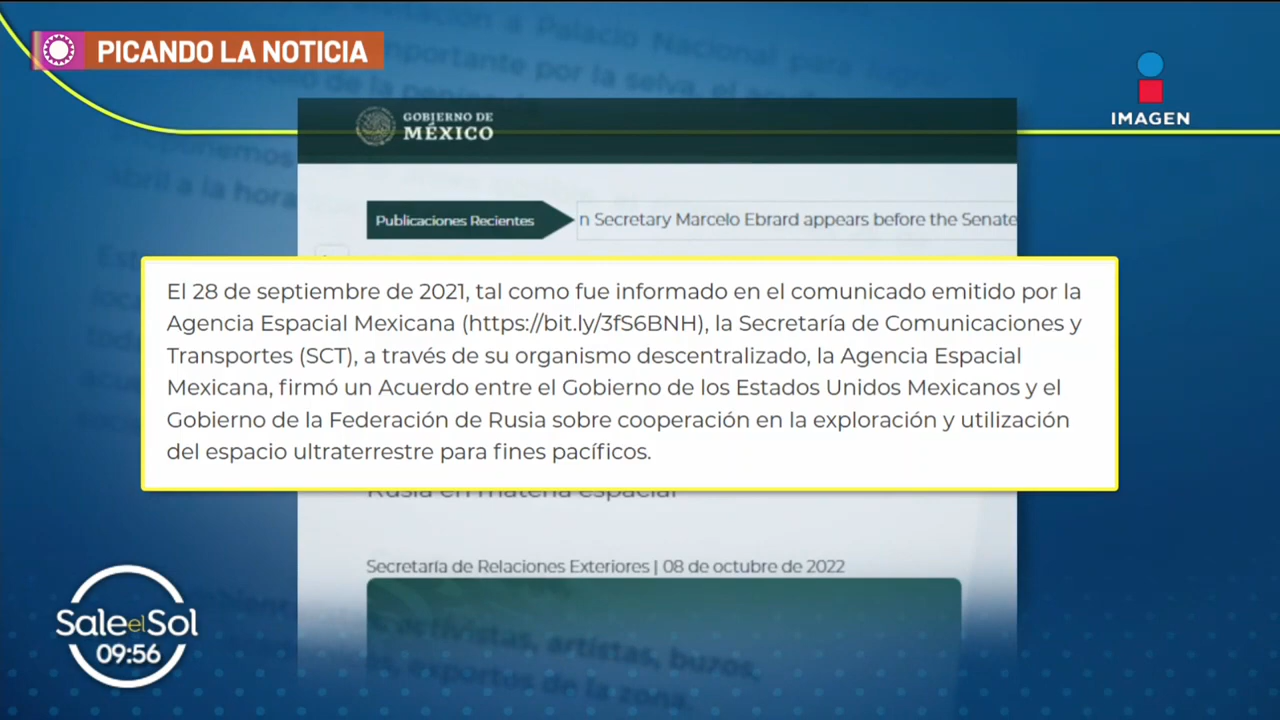 PICANDO LA NOTICIA
IMAGEN
GOBIERNO DE
MÉXICO
Publicaciones Recientes
n Secretary Marcelo Ebrard appears before the Senate
El 28 de septiembre de 2021, tal como fue informado en el comunicado emitido por la
Agencia Espacial Mexicana (https://bit.ly/3fS6BNH), la Secretaría de Comunicaciones y
Transportes (SCT), a través de su organismo descentralizado, la Agencia Espacial
Mexicana, firmó un Acuerdo entre el Gobierno de los Estados Unidos Mexicanos y el
Gobierno de la Federación de Rusia sobre cooperación en la exploración y utilización
del espacio ultraterrestre para fines pacíficos.
Rusia en materia espacial
Secretaría de Relaciones Exteriores | 08 de octubre de 2022
activistas, artistas, buzos,
expertos de la zona.
Sale el Sol
09:56